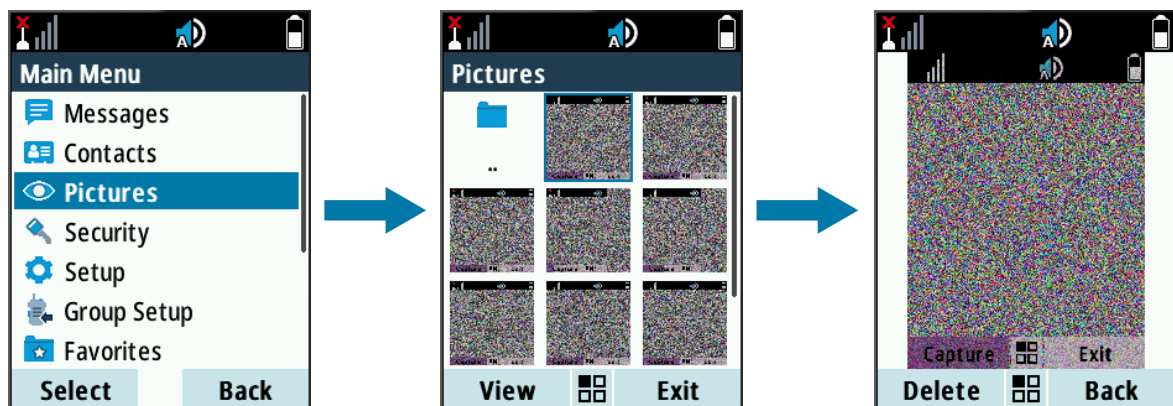 A
Main Menu
Messages
Contacts
Pictures
Security
Setup
Group Setup
Favorites
Select Back
A
Pictures
..
View Exit
A
A
Capture Exit
Delete Back